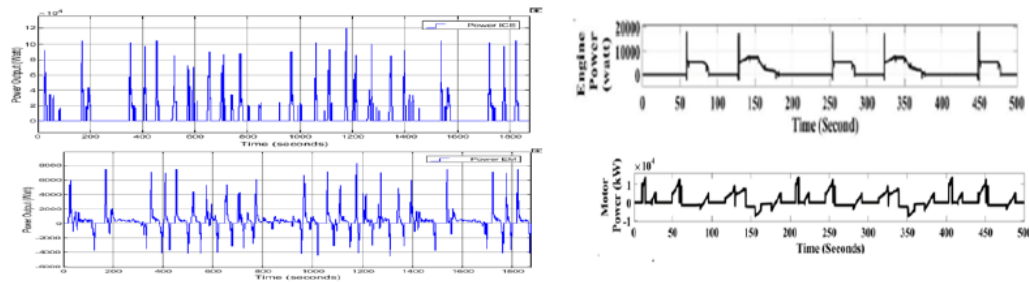 ×10⁴
Power ICE
Power Output (Watt)
12
10
8
6
4
2
0
0 200 400 600 800 1000 1200 1400 1600 1800
Time (seconds)
Power EM
Power Output (Watt)
8000
6000
4000
2000
0
-2000
-4000
-6000
0 200 400 600 800 1000 1200 1400 1600
Time (seconds)
Engine
Power
(watt)
20000
10000
0
0 50 100 150 200 250 300 350 400 450 500
Time (Second)
×10⁴
Motor
Power (kW)
1
0
-1
0 50 100 150 200 250 300 350 400 450 500
Time (Seconds)